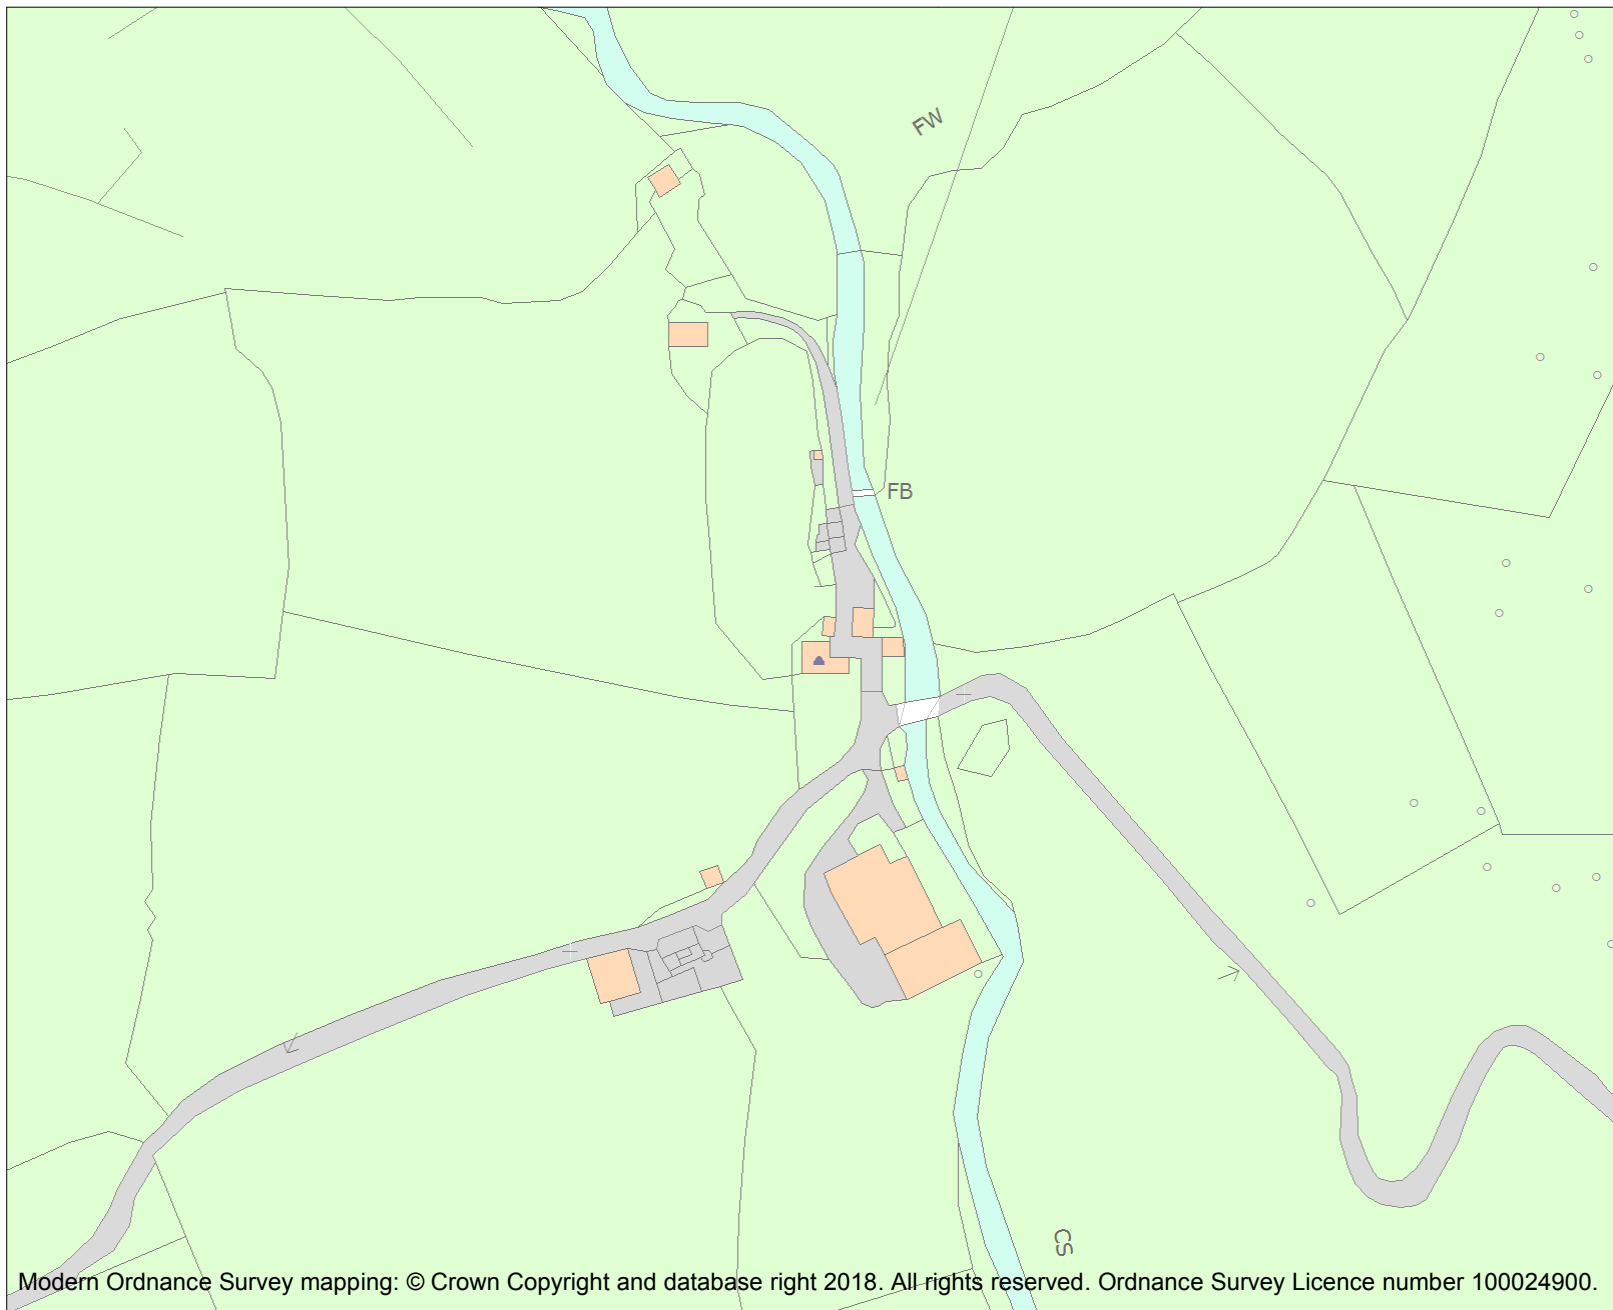 FW
FB
CS
Modern Ordnance Survey mapping: © Crown Copyright and database right 2018. All rights reserved. Ordnance Survey Licence number 100024900.